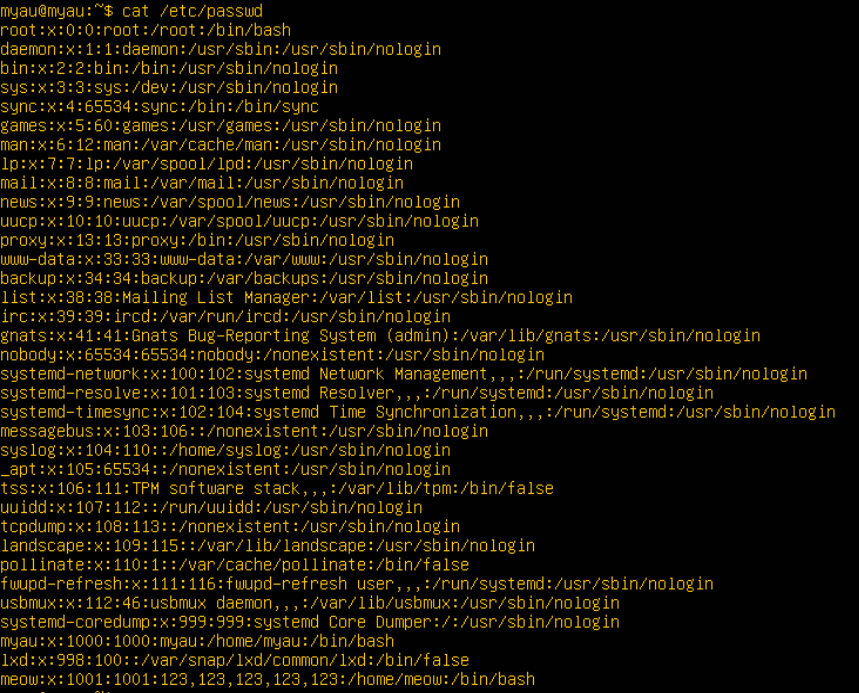 myau@myau:~$ cat /etc/passwd
root:x:0:0:root:/root:/bin/bash
daemon:x:1:1:daemon:/usr/sbin:/usr/sbin/nologin
bin:x:2:2:bin:/bin:/usr/sbin/nologin
sys:x:3:3:sys:/dev:/usr/sbin/nologin
sync:x:4:65534:sync:/bin:/bin/sync
games:x:5:60:games:/usr/games:/usr/sbin/nologin
man:x:6:12:man:/var/cache/man:/usr/sbin/nologin
lp:x:7:7:lp:/var/spool/lpd:/usr/sbin/nologin
mail:x:8:8:mail:/var/mail:/usr/sbin/nologin
news:x:9:9:news:/var/spool/news:/usr/sbin/nologin
uucp:x:10:10:uucp:/var/spool/uucp:/usr/sbin/nologin
proxy:x:13:13:proxy:/bin:/usr/sbin/nologin
www-data:x:33:33:www-data:/var/www:/usr/sbin/nologin
backup:x:34:34:backup:/var/backups:/usr/sbin/nologin
list:x:38:38:Mailing List Manager:/var/list:/usr/sbin/nologin
irc:x:39:39:ircd:/var/run/ircd:/usr/sbin/nologin
gnats:x:41:41:Gnats Bug-Reporting System (admin):/var/lib/gnats:/usr/sbin/nologin
nobody:x:65534:65534:nobody:/nonexistent:/usr/sbin/nologin
systemd-network:x:100:102:systemd Network Management,,,:/run/systemd:/usr/sbin/nologin
systemd-resolve:x:101:103:systemd Resolver,,,:/run/systemd:/usr/sbin/nologin
systemd-timesync:x:102:104:systemd Time Synchronization,,,:/run/systemd:/usr/sbin/nologin
messagebus:x:103:106::/nonexistent:/usr/sbin/nologin
syslog:x:104:110::/home/syslog:/usr/sbin/nologin
_apt:x:105:65534::/nonexistent:/usr/sbin/nologin
tss:x:106:111:TPM software stack,,,:/var/lib/tpm:/bin/false
uuidd:x:107:112::/run/uuidd:/usr/sbin/nologin
tcpdump:x:108:113::/nonexistent:/usr/sbin/nologin
landscape:x:109:115::/var/lib/landscape:/usr/sbin/nologin
pollinate:x:110:1::/var/cache/pollinate:/bin/false
fwupd-refresh:x:111:116:fwupd-refresh user,,,:/run/systemd:/usr/sbin/nologin
usbmux:x:112:46:usbmux daemon,,,:/var/lib/usbmux:/usr/sbin/nologin
systemd-coredump:x:999:999:systemd Core Dumper:/:/usr/sbin/nologin
myau:x:1000:1000:myau:/home/myau:/bin/bash
lxd:x:998:100::/var/snap/lxd/common/lxd:/bin/false
meow:x:1001:1001:123,123,123,123,123:/home/meow:/bin/bash